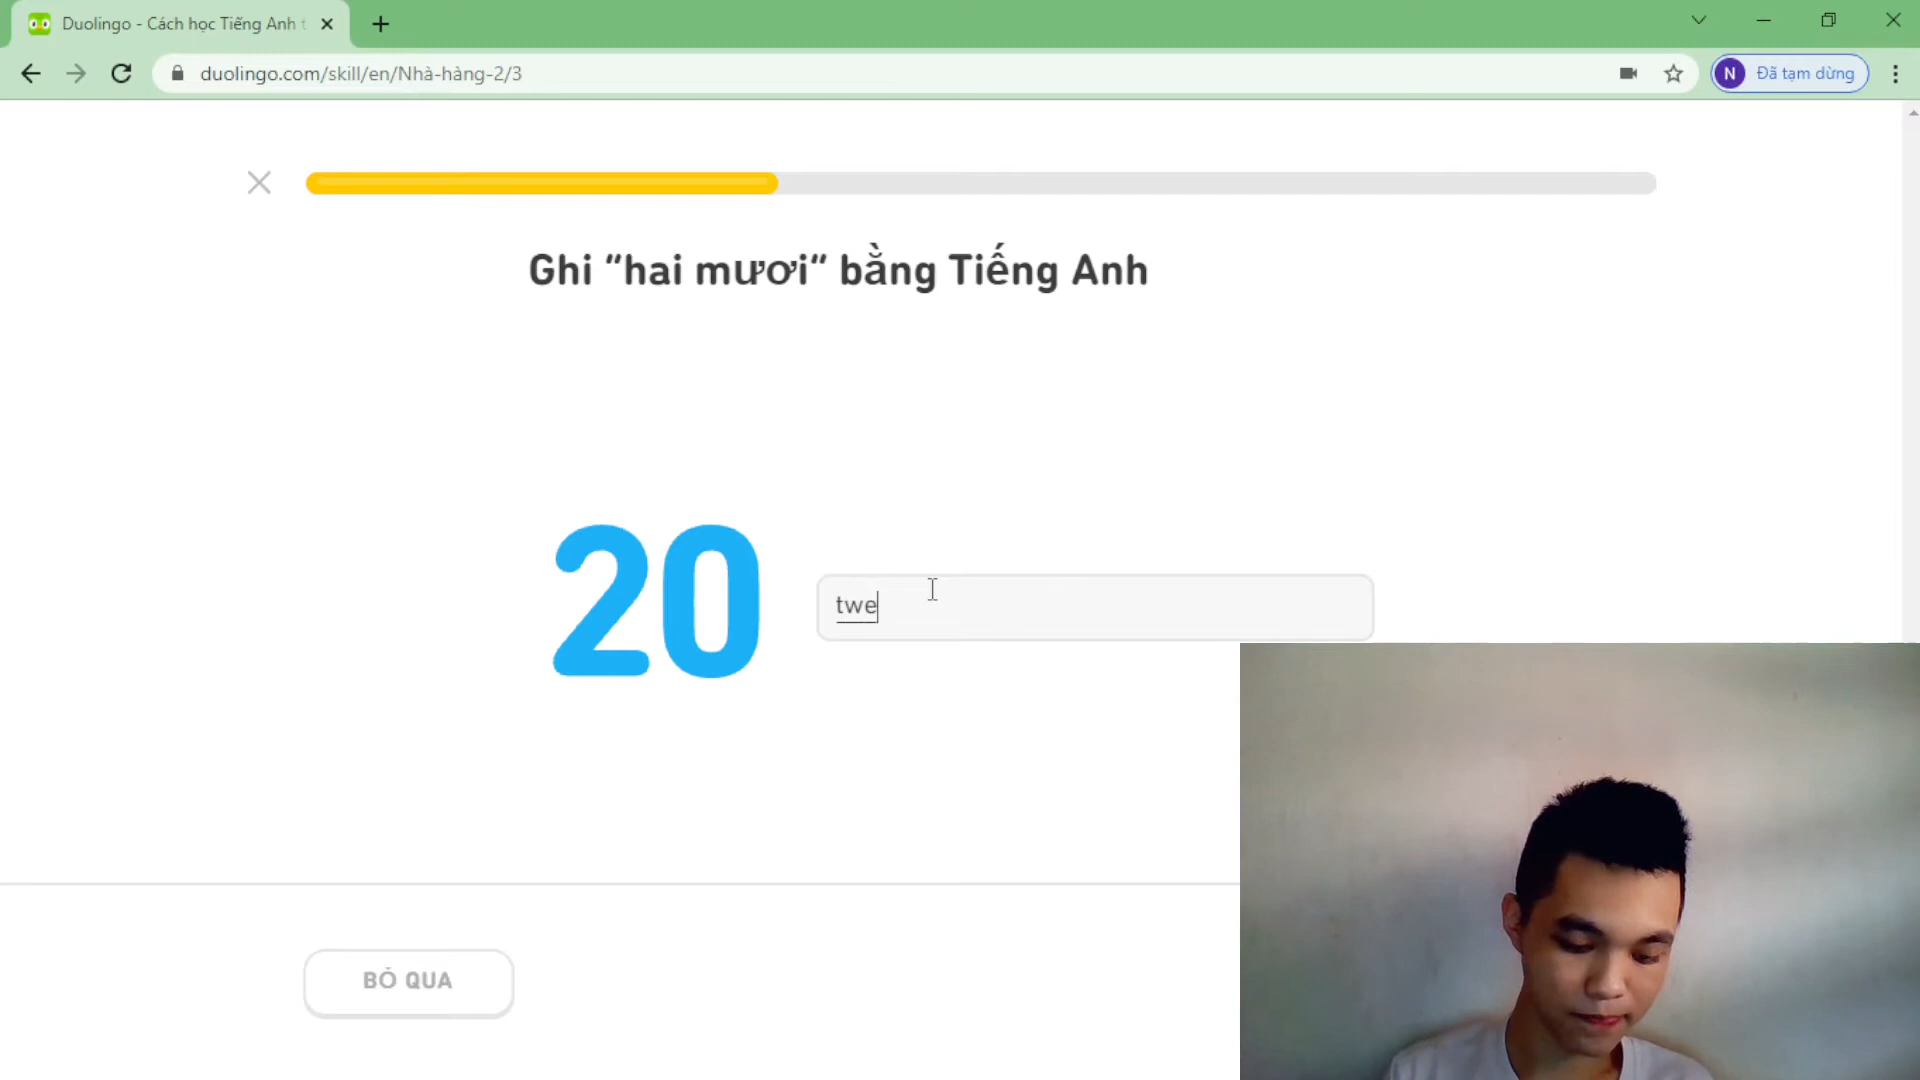 Duolingo - Cách học Tiếng Anh t
duolingo.com/skill/en/Nhà-hàng-2/3
N
Đã tạm dừng
Ghi "hai mươi" bằng Tiếng Anh
20
twe
BỎ QUA